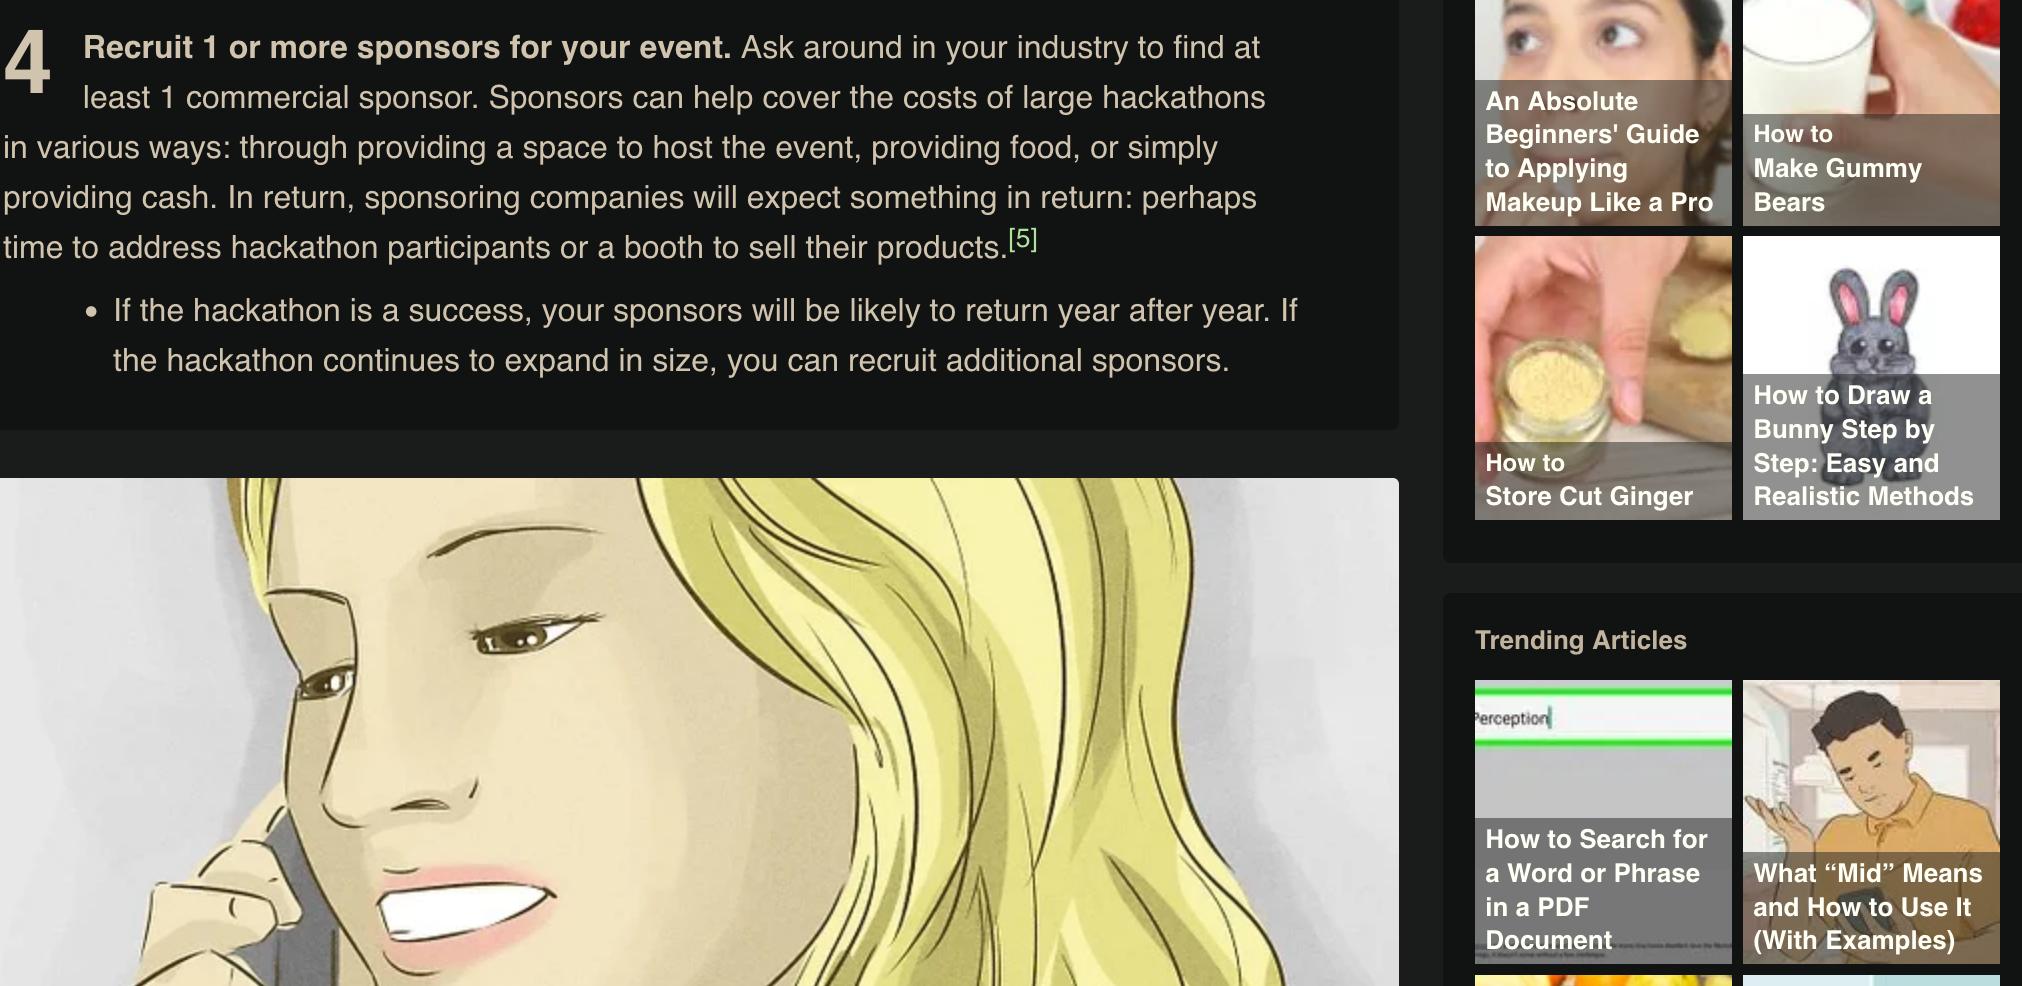 4
Recruit 1 or more sponsors for your event. Ask around in your industry to find at
least 1 commercial sponsor. Sponsors can help cover the costs of large hackathons
in various ways: through providing a space to host the event, providing food, or simply
providing cash. In return, sponsoring companies will expect something in return: perhaps
time to address hackathon participants or a booth to sell their products.[5]
• If the hackathon is a success, your sponsors will be likely to return year after year. If
the hackathon continues to expand in size, you can recruit additional sponsors.
An Absolute
Beginners' Guide
to Applying
Makeup Like a Pro
How to
Make Gummy
Bears
How to
Store Cut Ginger
How to Draw a
Bunny Step by
Step: Easy and
Realistic Methods
Trending Articles
Perception
How to Search for
a Word or Phrase
in a PDF
Document
What “Mid” Means
and How to Use It
(With Examples)